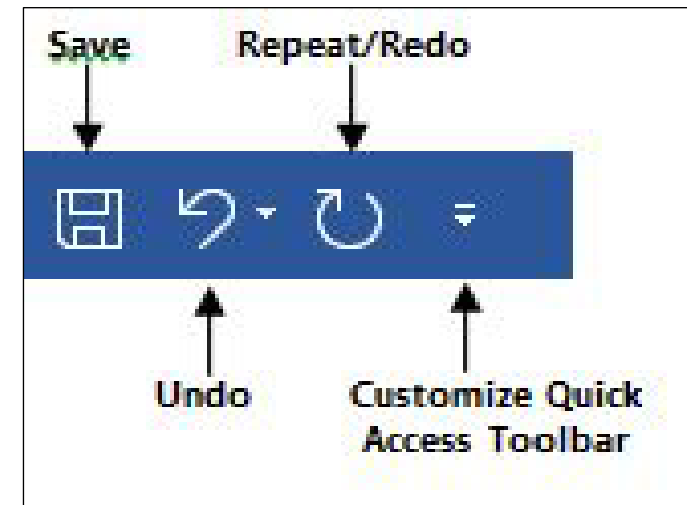 Save
Repeat/Redo
Undo
Customize Quick
Access Toolbar